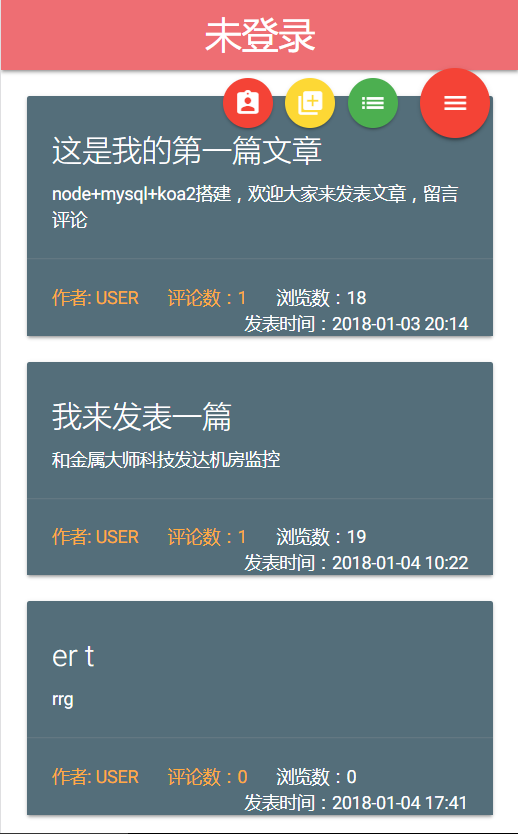 未登录
这是我的第一篇文章
node+mysql+koa2搭建，欢迎大家来发表文章，留言
评论
作者: USER 评论数：1 浏览数：18
发表时间：2018-01-03 20:14
我来发表一篇
和金属大师科技发达机房监控
作者: USER 评论数：1 浏览数：19
发表时间：2018-01-04 10:22
er t
rrg
作者: USER 评论数：0 浏览数：0
发表时间：2018-01-04 17:41